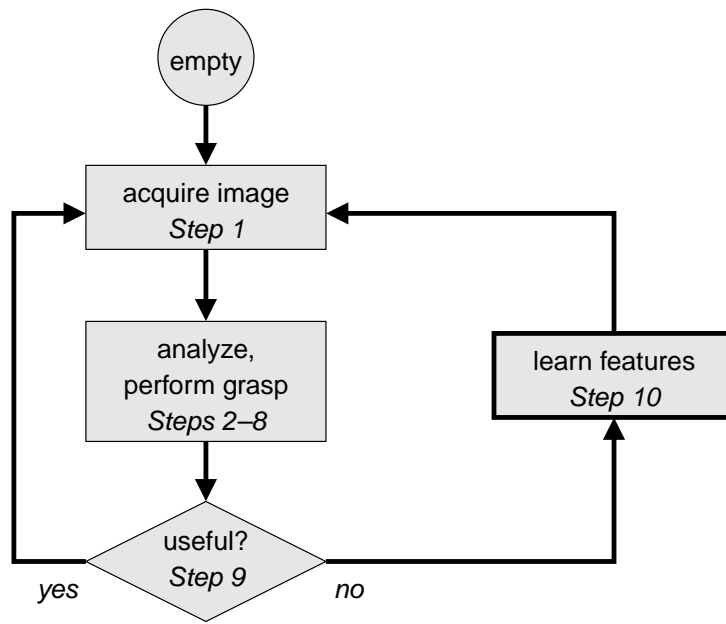 empty
acquire image
Step 1
analyze,
perform grasp
Steps 2–8
learn features
Step 10
useful?
Step 9
yes
no